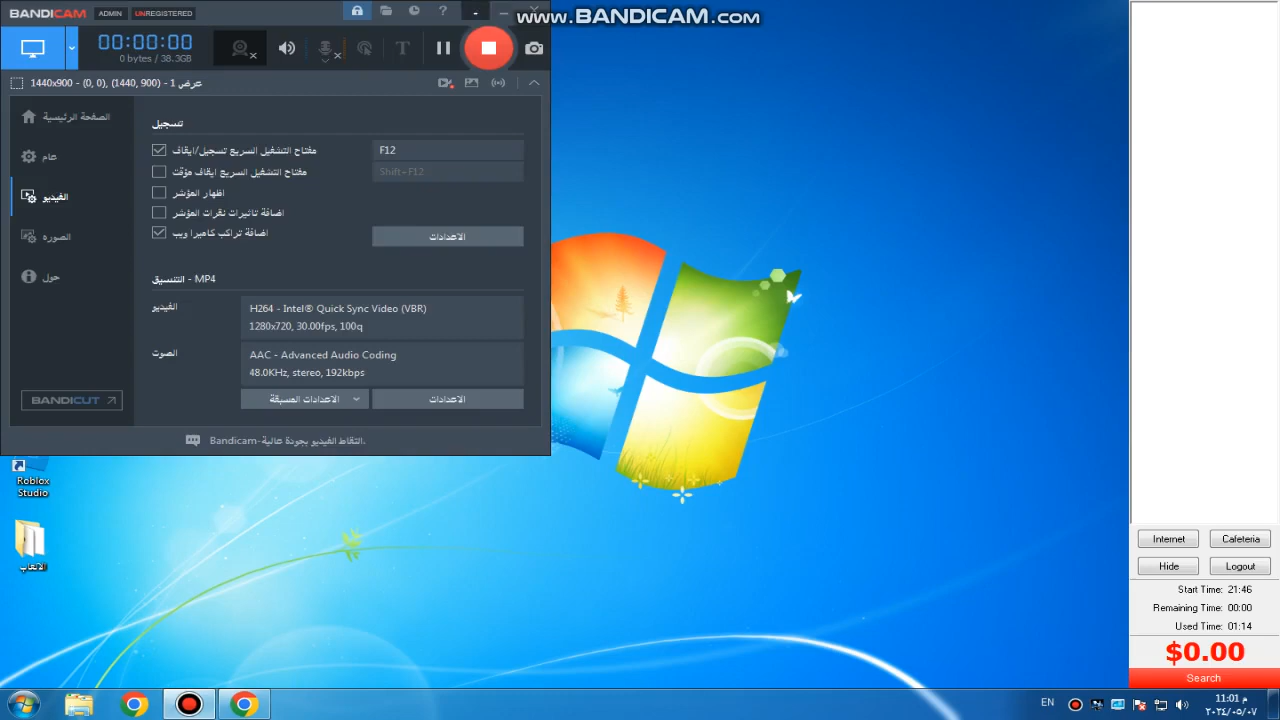 BANDICAM ADMIN UNREGISTERED
www.BANDICAM.com
00:00:00
0 bytes / 38.3GB
1440x900 - (0, 0), (1440, 900) - عرض 1
الصفحة الرئيسية
عام
الفيديو
الصوره
حول
BANDICUT
تسجيل
مفتاح التشغيل السريع تسجيل/ايقاف F12
مفتاح التشغيل السريع ايقاف مؤقت Shift+F12
اظهار المؤشر
اضافة تاثيرات نقرات المؤشر
اضافة تراكب كاميرا ويب
الاعدادات
التنسيق - MP4
الفيديو
H264 - Intel® Quick Sync Video (VBR)
1280x720, 30.00fps, 100q
الصوت
AAC - Advanced Audio Coding
48.0KHz, stereo, 192kbps
الاعدادات المسبقة
الاعدادات
Bandicam-التقاط الفيديو بجودة عالية.
Roblox
Studio
الالعاب
Internet
Cafeteria
Hide
Logout
Start Time: 21:46
Remaining Time: 00:00
Used Time: 01:14
$0.00
Search
EN
11:01 م
٢٠٢٤/٠٥/٠٧